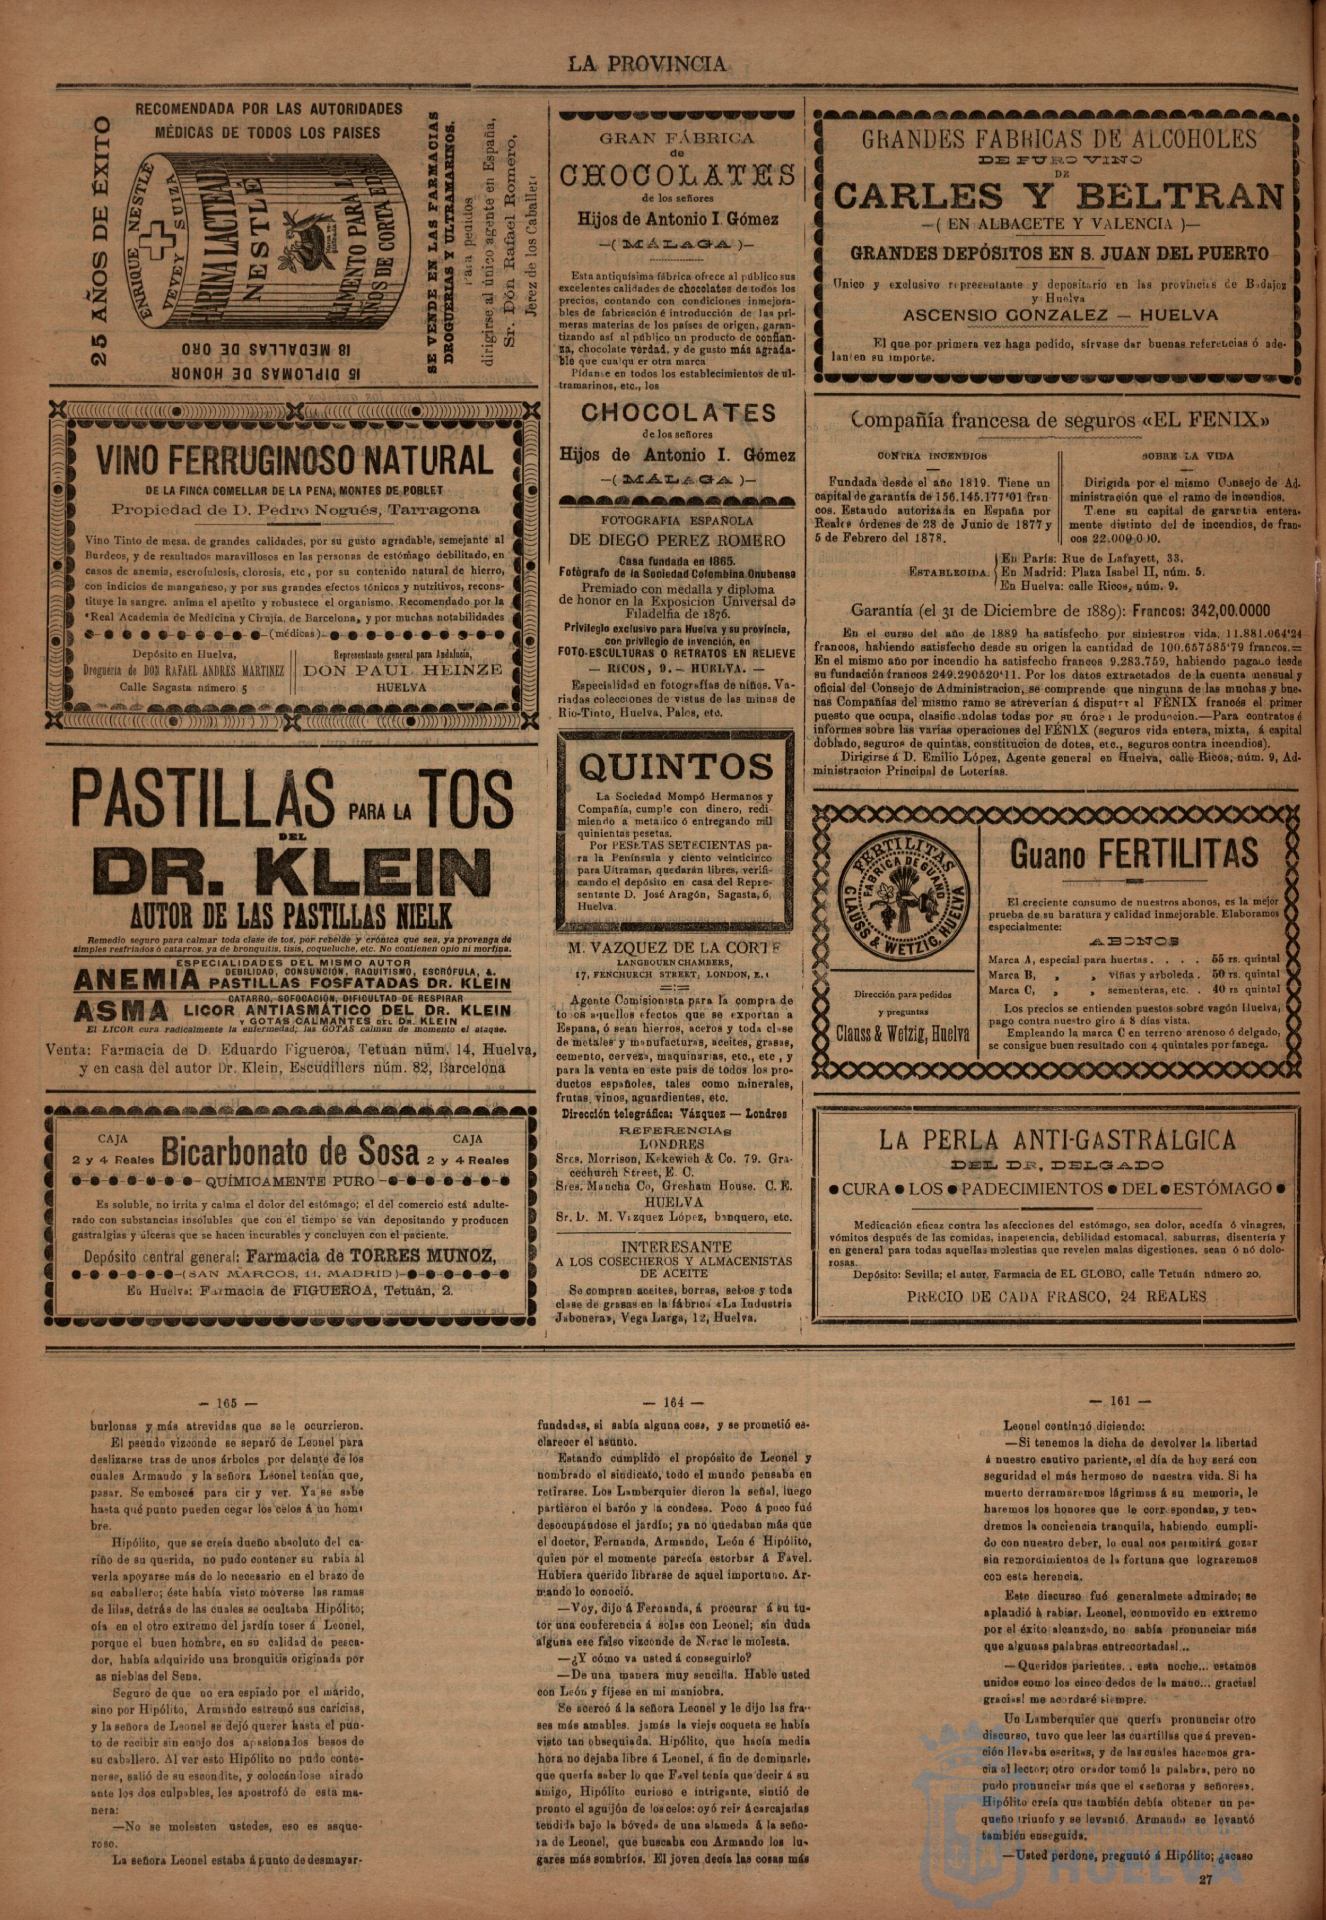 LA PROVINCIA
25 AÑOS DE ÉXITO
RECOMENDADA POR LAS AUTORIDADES
MÉDICAS DE TODOS LOS PAISES
ENRIQUE NESTLÉ
VEVEY SUIZA
HARINA LACTEADA
NESTLÉ
ALIMENTO PARA
NIÑOS DE CORTA EDAD
18 MEDALLAS DE ORO
15 DIPLOMAS DE HONOR
SE VENDE EN LAS FARMACIAS
DROGUERIAS Y ULTRAMARINOS.
Para pedidos
dirigirse al único agente en España,
Sr. Don Rafael Romero,
Jerez de los Caballer
VINO FERRUGINOSO NATURAL
DE LA FINCA COMELLAR DE LA PENA, MONTES DE POBLET
Propiedad de D. Pedro Nogués, Tarragona
Vino Tinto de mesa, de grandes calidades, por su gusto agradable, semejante al
Burdeos, y de resultados maravillosos en las personas de estómago debilitado, en
casos de anemia, escrofulosis, clorosis, etc, por su contenido natural de hierro,
con indicios de manganeso, y por sus grandes efectos tónicos y nutritivos, recons-
tituye la sangre, anima el apetito y robustece el organismo. Recomendado por la
Real Academia de Medicina y Cirujía, de Barcelona, y por muchas notabilidades
(médicas)
Depósito en Huelva,
Droguería de DON RAFAEL ANDRES MARTINEZ
Calle Sagasta número 5
Representante general para Andalucía,
DON PAUL HEINZE
HUELVA
PASTILLAS PARA LA TOS
DEL
DR. KLEIN
AUTOR DE LAS PASTILLAS NIELK
Remedio seguro para calmar toda clase de tos, por rebelde y crónica que sea, ya provenga de
simples resfriados ó catarros, ya de bronquitis, tisis, coqueluche, etc. No contienen opio ni morfina.
ESPECIALIDADES DEL MISMO AUTOR
ANEMIA DEBILIDAD, CONSUNCIÓN, RAQUITISMO, ESCRÓFULA, &.
PASTILLAS FOSFATADAS DR. KLEIN
ASMA CATARRO, SOFOCACIÓN, DIFICULTAD DE RESPIRAR
LICOR ANTIASMÁTICO DEL DR. KLEIN
Y GOTAS CALMANTES DEL DR. KLEIN
El LICOR cura radicalmente la enfermedad; las GOTAS calman de momento el ataque.
Venta: Farmacia de D. Eduardo Figueroa, Tetuán núm. 14, Huelva,
y en casa del autor Dr. Klein, Escudillers núm. 82, Barcelona
CAJA
2 y 4 Reales
Bicarbonato de Sosa
CAJA
2 y 4 Reales
QUÍMICAMENTE PURO
Es soluble, no irrita y calma el dolor del estómago; el del comercio está adulte-
rado con substancias insolubles que con el tiempo se van depositando y producen
gastralgias y úlceras que se hacen incurables y concluyen con el paciente.
Depósito central general: Farmacia de TORRES MUNOZ,
(SAN MARCOS, 11, MADRID)
En Huelva: Farmacia de FIGUEROA, Tetuán, 2.
GRAN FÁBRICA
de
CHOCOLATES
de los señores
Hijos de Antonio I. Gómez
—(MÁLAGA)—
Esta antiquísima fábrica ofrece al público sus
excelentes calidades de chocolates de todos los
precios, contando con condiciones inmejora-
bles de fabricación é introducción de las pri-
meras materias de los países de origen, garan-
tizando así al público un producto de confian-
za, chocolate verdad, y de gusto más agrada-
ble que cualqu er otra marca
Pídanse en todos los establecimientos de ul-
tramarinos, etc., los
CHOCOLATES
de los señores
Hijos de Antonio I. Gómez
—(MÁLAGA)—
FOTOGRAFIA ESPAÑOLA
DE DIEGO PEREZ ROMERO
Casa fundada en 1865.
Fotógrafo de la Sociedad Colombina Onubense
Premiado con medalla y diploma
de honor en la Exposicion Universal de
Filadelfia de 1876.
Privilegio exclusivo para Huelva y su provincia,
con privilegio de invención, en
FOTO-ESCULTURAS O RETRATOS EN RELIEVE
— RICOS, 9. — HUELVA. —
Especialidad en fotografías de niños. Va-
riadas colecciones de vistas de las minas de
Rio-Tinto, Huelva, Palos, etc.
QUINTOS
La Sociedad Mompó Hermanos y
Compañía, cumple con dinero, redi-
miendo a metalico ó entregando mil
quinientas pesetas.
Por PESETAS SETECIENTAS pa-
ra la Península y ciento veinticinco
para Ultramar, quedarán libres, verifi-
cando el depósito en casa del Repre-
sentante D. José Aragón, Sagasta, 6,
Huelva.
M. VAZQUEZ DE LA CORTE
LANGBOURN CHAMBERS,
17, FENCHURCH STREET, LONDON, E.
Agente Comisionista para la compra de
to os aquellos efectos que se exportan a
Espana, ó sean hierros, aceros y toda clase
de metales y manufacturas, aceites, grasas,
cemento, cerveza, maquinarias, etc., etc., y
para la venta en este pais de todos los pro-
ductos españoles, tales como minerales,
frutas, vinos, aguardientes, etc.
Dirección telegráfica: Vázquez — Londres
REFERENCIAS
LONDRES
Srcs. Morrison, Kekewich & Co. 79. Gra-
cechurch Street, E. C.
Sres. Mancha Co, Gresham House. C. E.
HUELVA
Sr. D. M. Vázquez López, banquero, etc.
INTERESANTE
A LOS COSECHEROS Y ALMACENISTAS
DE ACEITE
Se compran aceites, borras, sebos y toda
clase de grasas en la fábrica «La Industria
Jabonera», Vega Larga, 12, Huelva.
GRANDES FABRICAS DE ALCOHOLES
DE PURO VINO
DE
CARLES Y BELTRAN
—( EN ALBACETE Y VALENCIA )—
GRANDES DEPÓSITOS EN S. JUAN DEL PUERTO
Unico y exclusivo representante y depositario en las provincias de Badajoz
y Huelva
ASCENSIO GONZALEZ — HUELVA
El que por primera vez haga pedido, sírvase dar buenas referencias ó ade-
lanten su importe.
Compañía francesa de seguros «EL FENIX»
CONTRA INCENDIOS
Fundada desde el año 1819. Tiene un
capital de garantía de 156.145.177'01 fran
cos. Estando autorizada en España por
Reales órdenes de 28 de Junio de 1877 y
5 de Febrero del 1878.
SOBRE LA VIDA
Dirigida por el mismo Consejo de Ad-
ministración que el ramo de incendios.
Tiene su capital de garantia entera-
mente distinto del de incendios, de fran-
cos 22.000.000.
ESTABLECIDA.
En París: Rue de Lafayett, 33.
En Madrid: Plaza Isabel II, núm. 5.
En Huelva: calle Ricos, núm. 9.
Garantía (el 31 de Diciembre de 1889): Francos: 342,00.0000
En el curso del año de 1889 ha satisfecho por siniestros vida, 11.881.064'24
francos, habiendo satisfecho desde su origen la cantidad de 100.657585'79 francos.=
En el mismo año por incendio ha satisfecho francos 9.283.759, habiendo pagado desde
su fundación francos 249.290520'11. Por los datos extractados de la cuenta mensual y
oficial del Consejo de Administracion, se comprende que ninguna de las muchas y bue-
nas Compañías del mismo ramo se atreverían á disputar al FÉNIX francés el primer
puesto que ocupa, clasificándolas todas por su órden de produccion.—Para contratos é
informes sobre las varias operaciones del FÉNIX (seguros vida entera, mixta, á capital
doblado, seguros de quintas, constitucion de dotes, etc., seguros contra incendios).
Dirigirse á D. Emilio López, Agente general en Huelva, calle Ricos, núm. 9, Ad-
ministracion Principal de Loterías.
FERTILITAS
FABRICA DE GUANO
CLAUSS & WETZIG, HUELVA
Dirección para pedidos
y preguntas
Clauss & Wetzig, Huelva
Guano FERTILITAS
El creciente consumo de nuestros abonos, es la mejor
prueba de su baratura y calidad inmejorable. Elaboramos
especialmente:
ABONOS
Marca A, especial para huertas . . . . 55 rs. quintal
Marca B, „ „ viñas y arboleda . 50 rs. quintal
Marca C, „ „ sementeras, etc. . 40 rs quintal
Los precios se entienden puestos sobre vagón Huelva,
pago contra nuestro giro á 8 días vista.
Empleando la marca C en terreno arenoso ó delgado,
se consigue buen resultado con 4 quintales por fanega.
LA PERLA ANTI-GASTRÁLGICA
DEL DR. DELGADO
CURA LOS PADECIMIENTOS DEL ESTÓMAGO
Medicación eficaz contra las afecciones del estómago, sea dolor, acedía ó vinagres,
vómitos después de las comidas, inapetencia, debilidad estomacal, saburras, disentería y
en general para todas aquellas molestias que revelen malas digestiones, sean ó nó dolo-
rosas.
Depósito: Sevilla; el autor, Farmacia de EL GLOBO, calle Tetuán número 20.
PRECIO DE CADA FRASCO, 24 REALES
— 165 —
burlonas y más atrevidas que se le ocurrieron.
El pseudo vizconde se separó de Leonel para
deslizarse tras de unos árbolos por delante de los
cuales Armando y la señora Leonel tenían que,
pasar. Se emboscó para oir y ver. Ya se sabe
hasta qué punto pueden cegar los celos á un hom
bre.
Hipólito, que se creía dueño absoluto del ca-
riño de su querida, no pudo contener su rabia al
verla apoyarse más de lo necesario en el brazo de
su caballero; éste había visto moverse las ramas
de lilas, detrás de las cuales se ocultaba Hipólito;
oía en el otro extremo del jardín toser á Leonel,
porque el buen hombre, en su calidad de pesca-
dor, había adquirido una bronquitis originada por
as nieblas del Sena.
Seguro de que no era espiado por el márido,
sino por Hipólito, Armando estremó sus caricias,
y la señora de Leonel se dejó querer hasta el pun-
to de recibir sin enojo dos apasionados besos de
su caballero. Al ver esto Hipólito no pudo conte-
nerse, salió de su escondite, y colocándose airado
ante los dos culpables, les apostrofó de esta ma-
nera:
—No se molesten ustedes, eso es asque-
roso.
La señora Leonel estaba á punto de desmayar-
— 164 —
fundadas, si sabía alguna cosa, y se prometió es-
clarecer el asunto.
Estando cumplido el propósito de Leonel y
nombrado el sindicato, todo el mundo pensaba en
retirarse. Los Lamberquier dieron la señal, luego
partieron el barón y la condesa. Poco á poco fué
desocupándose el jardín; ya no quedaban más que
el doctor, Fernanda, Armando, León é Hipólito,
quien por el momente parecía estorbar á Favel.
Hubiera querido librarse de aquel importuno. Ar-
mando lo conoció.
—Voy, dijo á Fernanda, á procurar á su tu-
tor una conferencia á solas con Leonel; sin duda
alguna ese falso vizconde de Nerac le molesta.
—¿Y cómo va usted á conseguirlo?
—De una manera muy sencilla. Hable usted
con León y fíjese en mi maniobra.
Se acercó á la señora Leonel y le dijo las fra-
ses más amables. jamás la vieja coqueta se había
visto tan obsequiada. Hipólito, que hacía media
hora no dejaba libre á Leonel, á fin de dominarle,
que quería saber lo que Favel tenía que decir á su
amigo, Hipólito curioso e intrigante, sintió de
pronto el aguijón de los celos: oyó reir á carcajadas
tendida bajo la bóveda de una alameda á la seño-
ra de Leonel, que buscaba con Armando los lu-
gares más sombríos. El joven decía las cosas más
— 161 —
Leonel continuó diciendo:
—Si tenemos la dicha de devolver la libertad
á nuestro cautivo pariente, el día de hoy será con
seguridad el más hermoso de nuestra vida. Si ha
muerto derramaremos lágrimas á su memoria, le
haremos los honores que le corr spondan, y ten-
dremos la conciencia tranquila, habiendo cumpli-
do con nuestro deber, lo cual nos permitirá gozar
sin remordimientos de la fortuna que lograremos
con esta herencia.
Este discurso fué generalmete admirado; se
aplaudió à rabiar. Leonel, conmovido en extremo
por el éxito alcanzado, no sabía pronunciar más
que algunas palabras entrecortadas!...
—Queridos parientes.. esta noche... estamos
unidos como los cinco dedos de la mano... gracias!
gracias! me acordaré siempre.
Un Lamberquier que quería pronunciar otro
discurso, tuvo que leer las cuartillas que á preven-
ción llevaba escritas, y de las cuales hacemos gra-
cia al lector; otro orador tomó la palabra, pero no
pudo pronunciar más que el «señoras y señores».
Hipólito creía que también debía obtener un pe-
queño triunfo y se levantó. Armando se levantó
también enseguida.
—Usted perdone, preguntó á Hipólito; ¿acaso
27
HUELVA